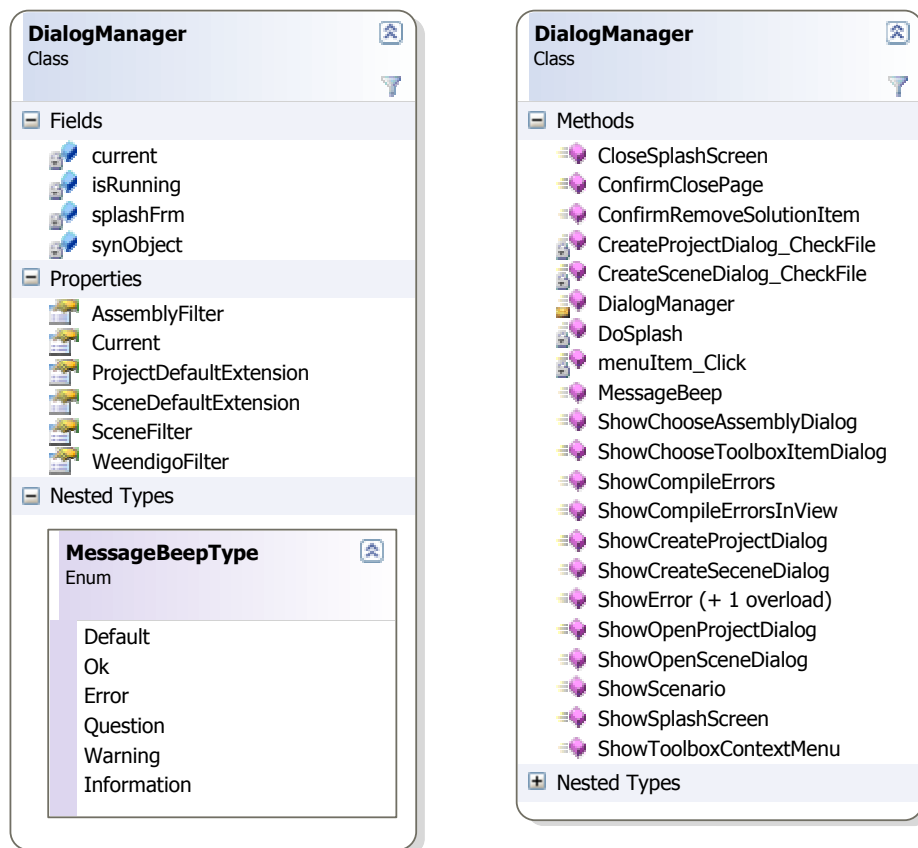 DialogManager
Class
Fields
current
isRunning
splashFrm
synObject
Properties
AssemblyFilter
Current
ProjectDefaultExtension
SceneDefaultExtension
SceneFilter
WeendigoFilter
Nested Types
MessageBeepType
Enum
Default
Ok
Error
Question
Warning
Information
DialogManager
Class
Methods
CloseSplashScreen
ConfirmClosePage
ConfirmRemoveSolutionItem
CreateProjectDialog_CheckFile
CreateSceneDialog_CheckFile
DialogManager
DoSplash
menuItem_Click
MessageBeep
ShowChooseAssemblyDialog
ShowChooseToolboxItemDialog
ShowCompileErrors
ShowCompileErrorsInView
ShowCreateProjectDialog
ShowCreateSeceneDialog
ShowError (+ 1 overload)
ShowOpenProjectDialog
ShowOpenSceneDialog
ShowScenario
ShowSplashScreen
ShowToolboxContextMenu
Nested Types